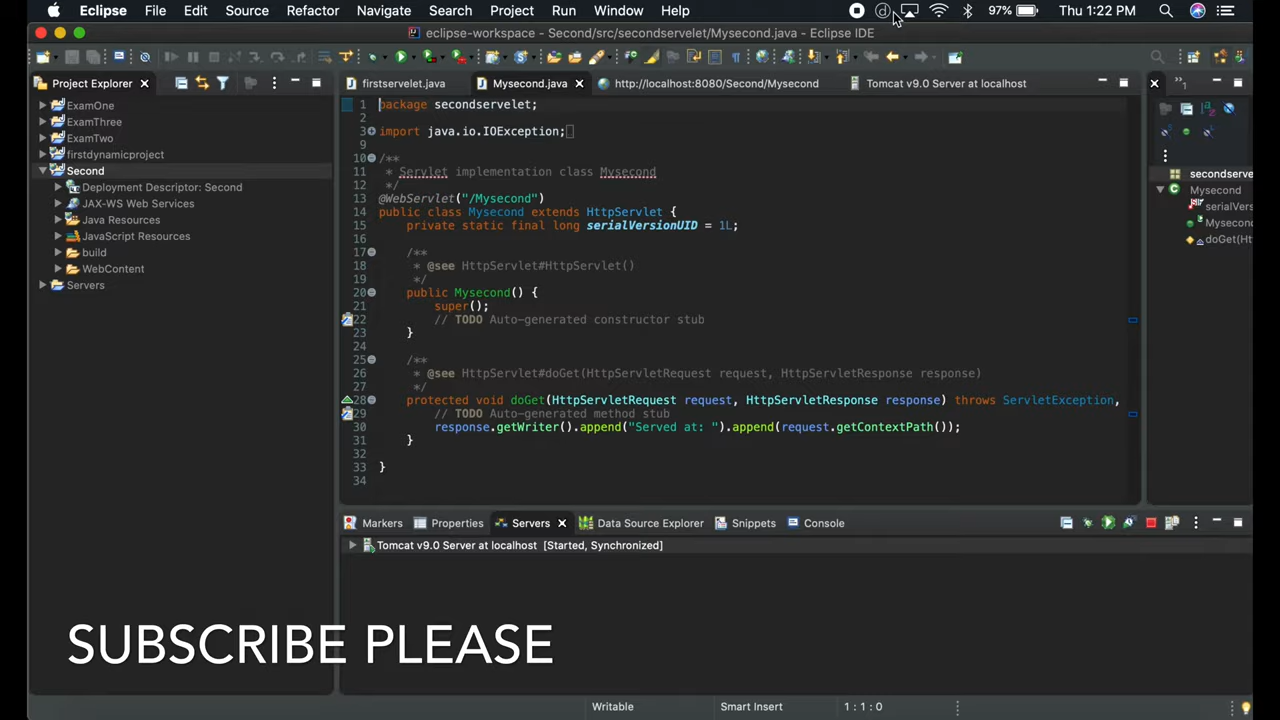 Eclipse File Edit Source Refactor Navigate Search Project Run Window Help 97% Thu 1:22 PM
eclipse-workspace - Second/src/secondservelet/Mysecond.java - Eclipse IDE
Project Explorer
firstservelet.java Mysecond.java http://localhost:8080/Second/Mysecond Tomcat v9.0 Server at localhost
ExamOne
ExamThree
ExamTwo
firstdynamicproject
Second
Deployment Descriptor: Second
JAX-WS Web Services
Java Resources
JavaScript Resources
build
WebContent
Servers
1 package secondservelet;
2
3 import java.io.IOException;
9
10 /**
11 * Servlet implementation class Mysecond
12 */
13 @WebServlet("/Mysecond")
14 public class Mysecond extends HttpServlet {
15 private static final long serialVersionUID = 1L;
16
17 /**
18 * @see HttpServlet#HttpServlet()
19 */
20 public Mysecond() {
21 super();
22 // TODO Auto-generated constructor stub
23 }
24
25 /**
26 * @see HttpServlet#doGet(HttpServletRequest request, HttpServletResponse response)
27 */
28 protected void doGet(HttpServletRequest request, HttpServletResponse response) throws ServletException,
29 // TODO Auto-generated method stub
30 response.getWriter().append("Served at: ").append(request.getContextPath());
31 }
32
33 }
34
secondserve
Mysecond
serialVers
Mysecond
doGet(Ht
Markers Properties Servers Data Source Explorer Snippets Console
Tomcat v9.0 Server at localhost [Started, Synchronized]
SUBSCRIBE PLEASE
Writable Smart Insert 1 : 1 : 0